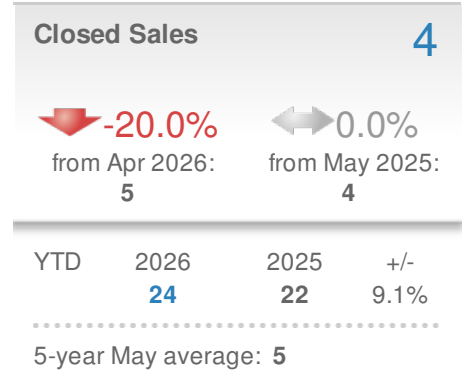 Closed Sales 4
-20.0% 0.0%
from Apr 2026: from May 2025:
5 4
YTD 2026 2025 +/-
24 22 9.1%
5-year May average: 5